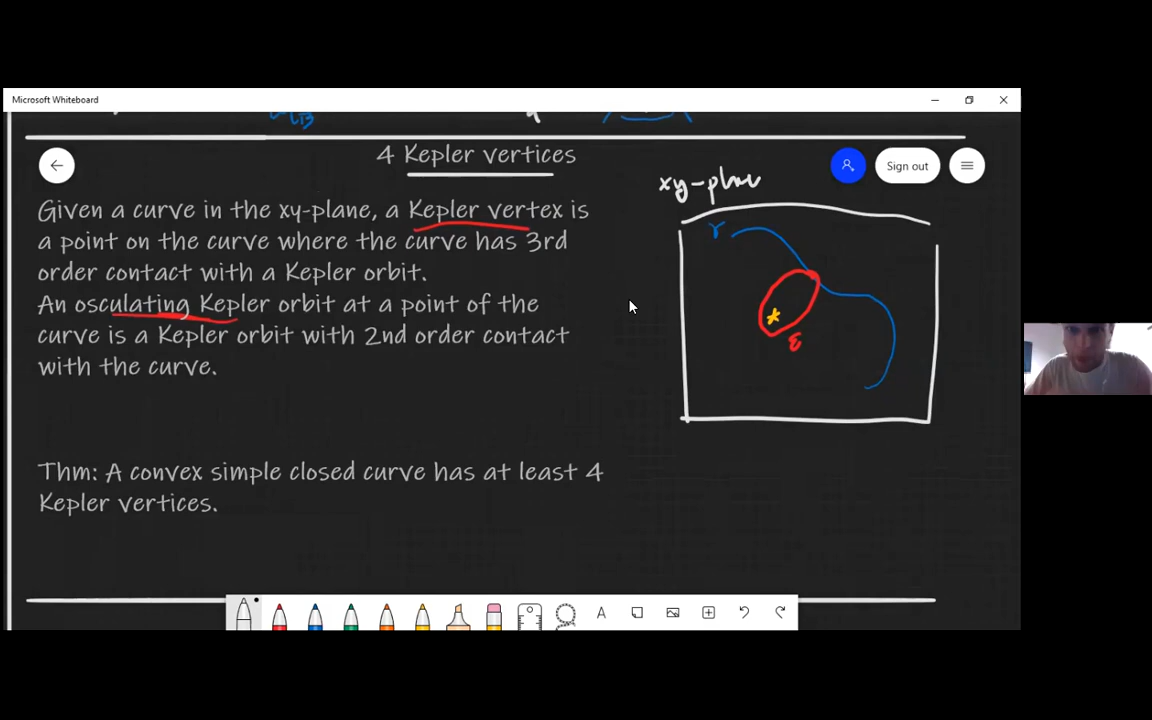 Microsoft Whiteboard
4 Kepler vertices
Sign out
xy-plane
Given a curve in the xy-plane, a Kepler vertex is
a point on the curve where the curve has 3rd
order contact with a Kepler orbit.
An osculating Kepler orbit at a point of the
curve is a Kepler orbit with 2nd order contact
with the curve.
Thm: A convex simple closed curve has at least 4
Kepler vertices.
A